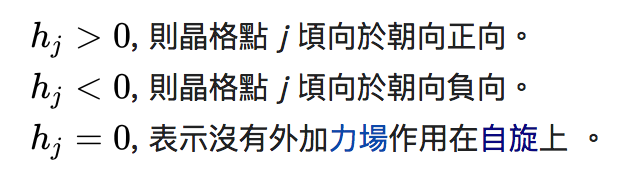 h_j > 0, 則晶格點 j 頃向於朝向正向。
h_j < 0, 則晶格點 j 頃向於朝向負向。
h_j = 0, 表示沒有外加力場作用在自旋上 。